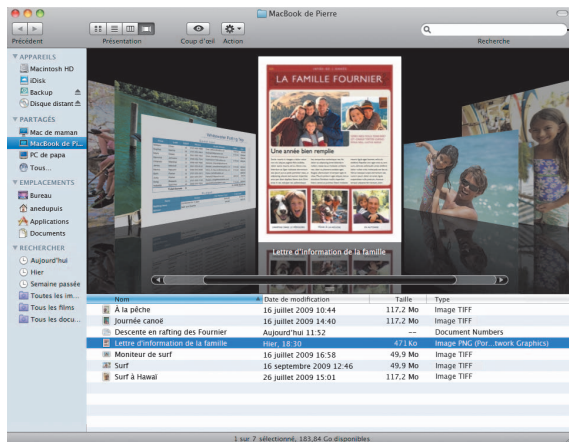 MacBook de Pierre
Précédent
Présentation
Coup d'œil
Action
Recherche
APPAREILS
Macintosh HD
iDisk
Backup
Disque distant
PARTAGÉS
Mac de maman
MacBook de Pi...
PC de papa
Tous...
EMPLACEMENTS
Bureau
anedupuis
Applications
Documents
RECHERCHER
Aujourd'hui
Hier
Semaine passée
Toutes les im...
Tous les films
Tous les docu...
LA FAMILLE FOURNIER
Une année bien remplie
Lettre d'information de la famille
Nom Date de modification Taille Type
À la pêche 16 juillet 2009 10:44 117,2 Mo Image TIFF
Journée canoë 16 juillet 2009 14:40 117,2 Mo Image TIFF
Descente en rafting des Fournier Aujourd'hui 11:52 -- Document Numbers
Lettre d'information de la famille Hier, 18:30 471 Ko Image PNG (Por...twork Graphics)
Moniteur de surf 16 juillet 2009 16:58 49,9 Mo Image TIFF
Surf 16 septembre 2009 12:46 49,9 Mo Image TIFF
Surf à Hawaï 26 juillet 2009 15:01 117,2 Mo Image TIFF
1 sur 7 sélectionné, 183,84 Go disponibles